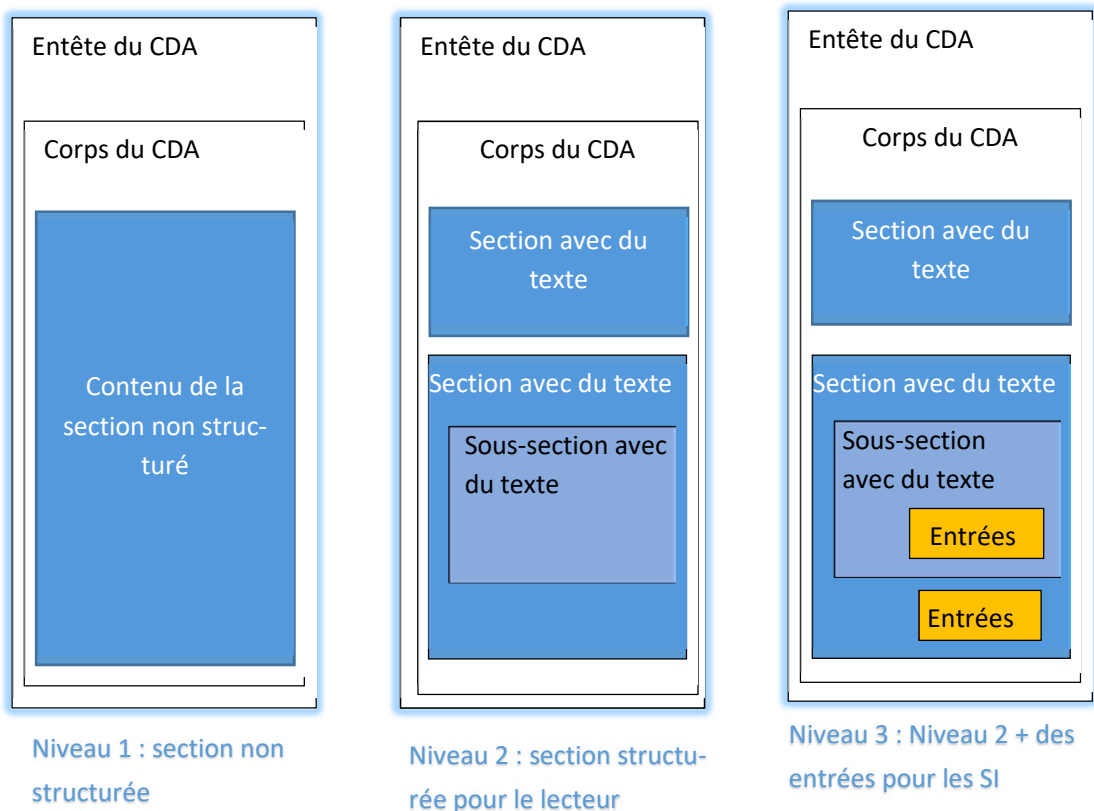 Entête du CDA
Corps du CDA
Contenu de la
section non struc-
turé
Niveau 1 : section non
structurée
Entête du CDA
Corps du CDA
Section avec du
texte
Section avec du texte
Sous-section avec
du texte
Niveau 2 : section structu-
rée pour le lecteur
Entête du CDA
Corps du CDA
Section avec du
texte
Section avec du texte
Sous-section
avec du texte
Entrées
Entrées
Niveau 3 : Niveau 2 + des
entrées pour les SI